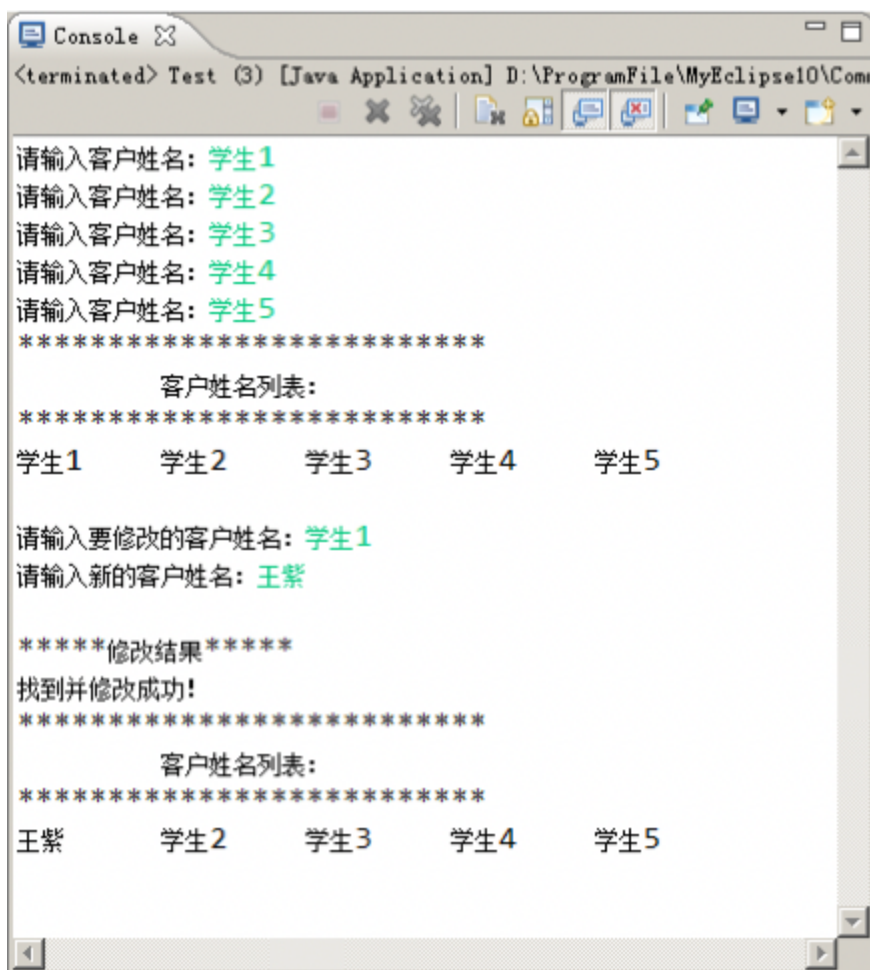 Console
<terminated> Test (3) [Java Application] D:\ProgramFile\MyEclipse10\Com
请输入客户姓名：学生1
请输入客户姓名：学生2
请输入客户姓名：学生3
请输入客户姓名：学生4
请输入客户姓名：学生5
**************************
客户姓名列表：
**************************
学生1 学生2 学生3 学生4 学生5
请输入要修改的客户姓名：学生1
请输入新的客户姓名：王紫
*****修改结果*****
找到并修改成功!
**************************
客户姓名列表：
**************************
王紫 学生2 学生3 学生4 学生5